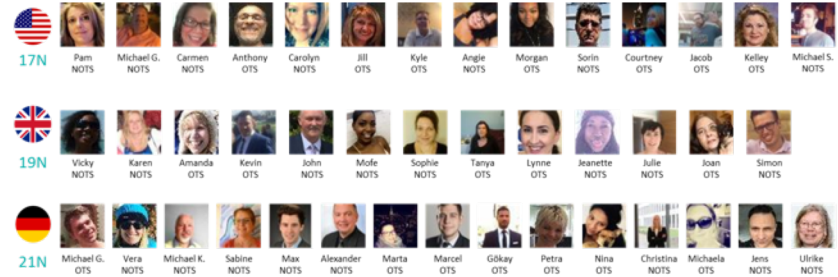 Pam Michael G. Carmen Anthony Carolyn Jill Kyle Angie Morgan Sorin Courtney Jacob Kelley Michael S.
17N NOTS NOTS NOTS OTS NOTS OTS OTS NOTS OTS NOTS OTS OTS OTS NOTS
Vicky Karen Amanda Kevin John Mofe Sophie Tanya Lynne Jeanette Julie Joan Simon
19N NOTS NOTS OTS OTS NOTS NOTS NOTS OTS OTS NOTS NOTS OTS NOTS
Michael G. Vera Michael K. Sabine Max Alexander Marta Marcel Gökay Petra Nina Christina Michaela Jens Ulrike
21N OTS NOTS NOTS NOTS NOTS NOTS OTS OTS OTS OTS OTS NOTS OTS NOTS NOTS